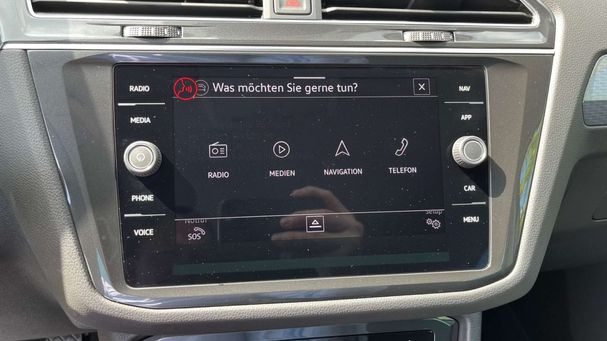 RADIO
MEDIA
PHONE
VOICE
Was möchten Sie gerne tun?
X
RADIO
MEDIEN
NAVIGATION
TELEFON
Notruf
SOS
Setup
NAV
APP
CAR
MENU